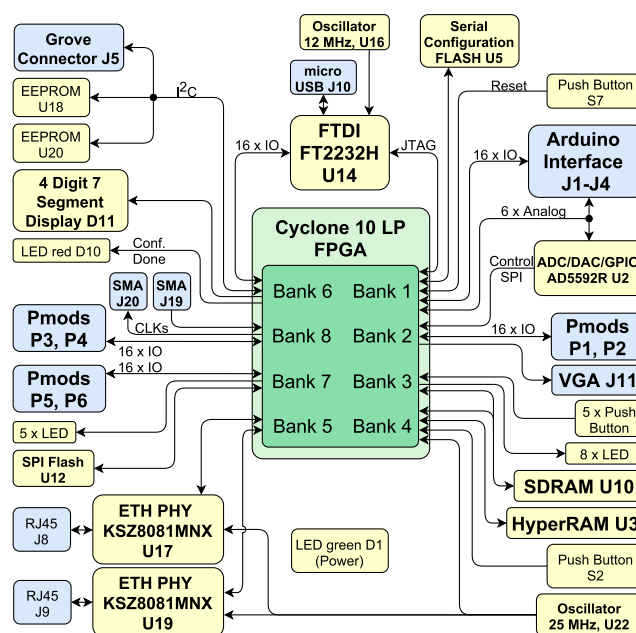 Grove
Connector J5
EEPROM
U18
EEPROM
U20
I2C
4 Digit 7
Segment
Display D11
LED red D10
Conf.
Done
Oscillator
12 MHz, U16
micro
USB J10
FTDI
FT2232H
U14
16 x IO
JTAG
Serial
Configuration
FLASH U5
Reset
Push Button
S7
16 x IO
Arduino
Interface
J1-J4
6 x Analog
Control
SPI
ADC/DAC/GPIO
AD5592R U2
Cyclone 10 LP
FPGA
Bank 6
Bank 1
Bank 8
Bank 2
Bank 7
Bank 3
Bank 5
Bank 4
SMA
J20
SMA
J19
CLKs
Pmods
P3, P4
16 x IO
16 x IO
Pmods
P5, P6
5 x LED
SPI Flash
U12
16 x IO
Pmods
P1, P2
VGA J11
5 x Push
Button
8 x LED
SDRAM U10
HyperRAM U3
Push Button
S2
Oscillator
25 MHz, U22
RJ45
J8
ETH PHY
KSZ8081MNX
U17
LED green D1
(Power)
RJ45
J9
ETH PHY
KSZ8081MNX
U19